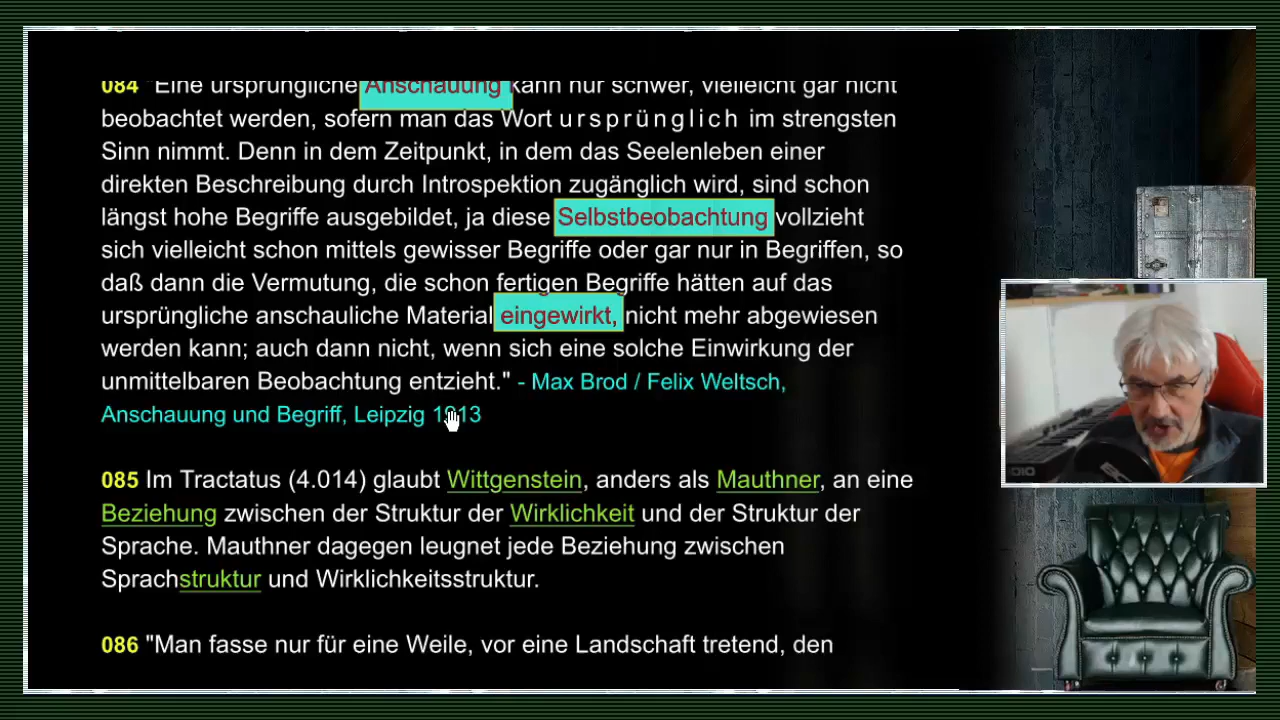 084 "Eine ursprüngliche Anschauung kann nur schwer, vielleicht gar nicht
beobachtet werden, sofern man das Wort ursprünglich im strengsten
Sinn nimmt. Denn in dem Zeitpunkt, in dem das Seelenleben einer
direkten Beschreibung durch Introspektion zugänglich wird, sind schon
längst hohe Begriffe ausgebildet, ja diese Selbstbeobachtung vollzieht
sich vielleicht schon mittels gewisser Begriffe oder gar nur in Begriffen, so
daß dann die Vermutung, die schon fertigen Begriffe hätten auf das
ursprüngliche anschauliche Material eingewirkt, nicht mehr abgewiesen
werden kann; auch dann nicht, wenn sich eine solche Einwirkung der
unmittelbaren Beobachtung entzieht." - Max Brod / Felix Weltsch,
Anschauung und Begriff, Leipzig 1913
085 Im Tractatus (4.014) glaubt Wittgenstein, anders als Mauthner, an eine
Beziehung zwischen der Struktur der Wirklichkeit und der Struktur der
Sprache. Mauthner dagegen leugnet jede Beziehung zwischen
Sprachstruktur und Wirklichkeitsstruktur.
086 "Man fasse nur für eine Weile, vor eine Landschaft tretend, den